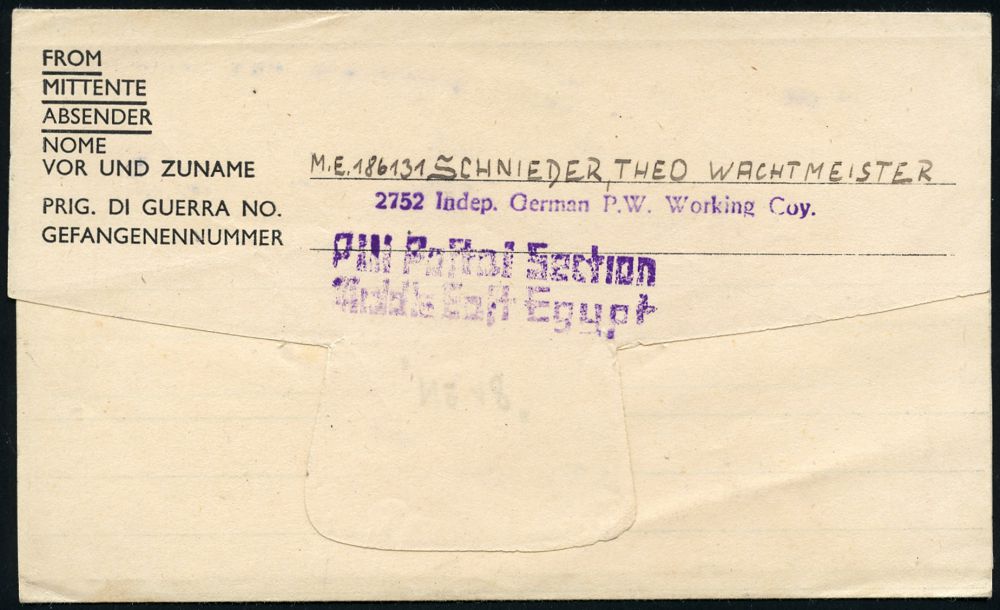 FROM
MITTENTE
ABSENDER
NOME
VOR UND ZUNAME M.E.186131 SCHNIEDER, THEO WACHTMEISTER
2752 Indep. German P.W. Working Coy.
PRIG. DI GUERRA NO.
GEFANGENENNUMMER
PW Postal Section
Middle East Egypt